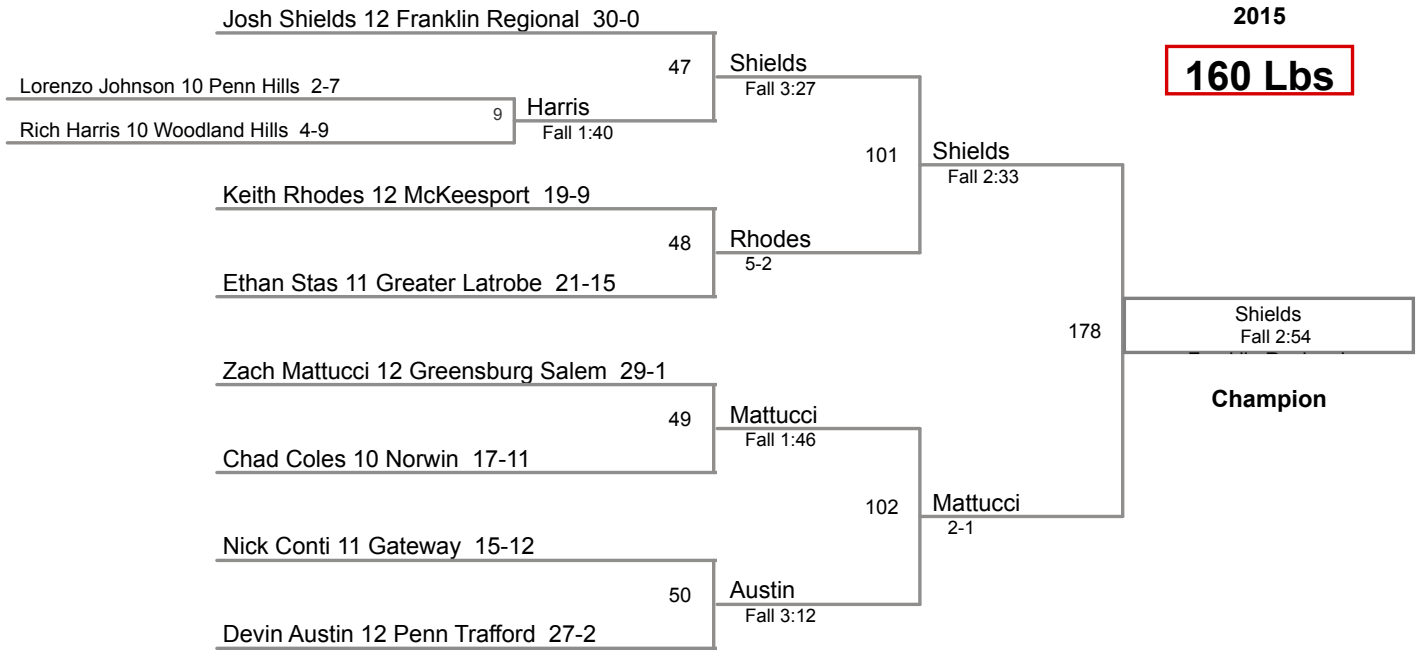 Josh Shields 12 Franklin Regional 30-0
2015
160 Lbs
47
Shields
Fall 3:27
Lorenzo Johnson 10 Penn Hills 2-7
9
Harris
Fall 1:40
Rich Harris 10 Woodland Hills 4-9
101
Shields
Fall 2:33
Keith Rhodes 12 McKeesport 19-9
48
Rhodes
5-2
Ethan Stas 11 Greater Latrobe 21-15
178
Shields
Fall 2:54
Champion
Zach Mattucci 12 Greensburg Salem 29-1
49
Mattucci
Fall 1:46
Chad Coles 10 Norwin 17-11
102
Mattucci
2-1
Nick Conti 11 Gateway 15-12
50
Austin
Fall 3:12
Devin Austin 12 Penn Trafford 27-2